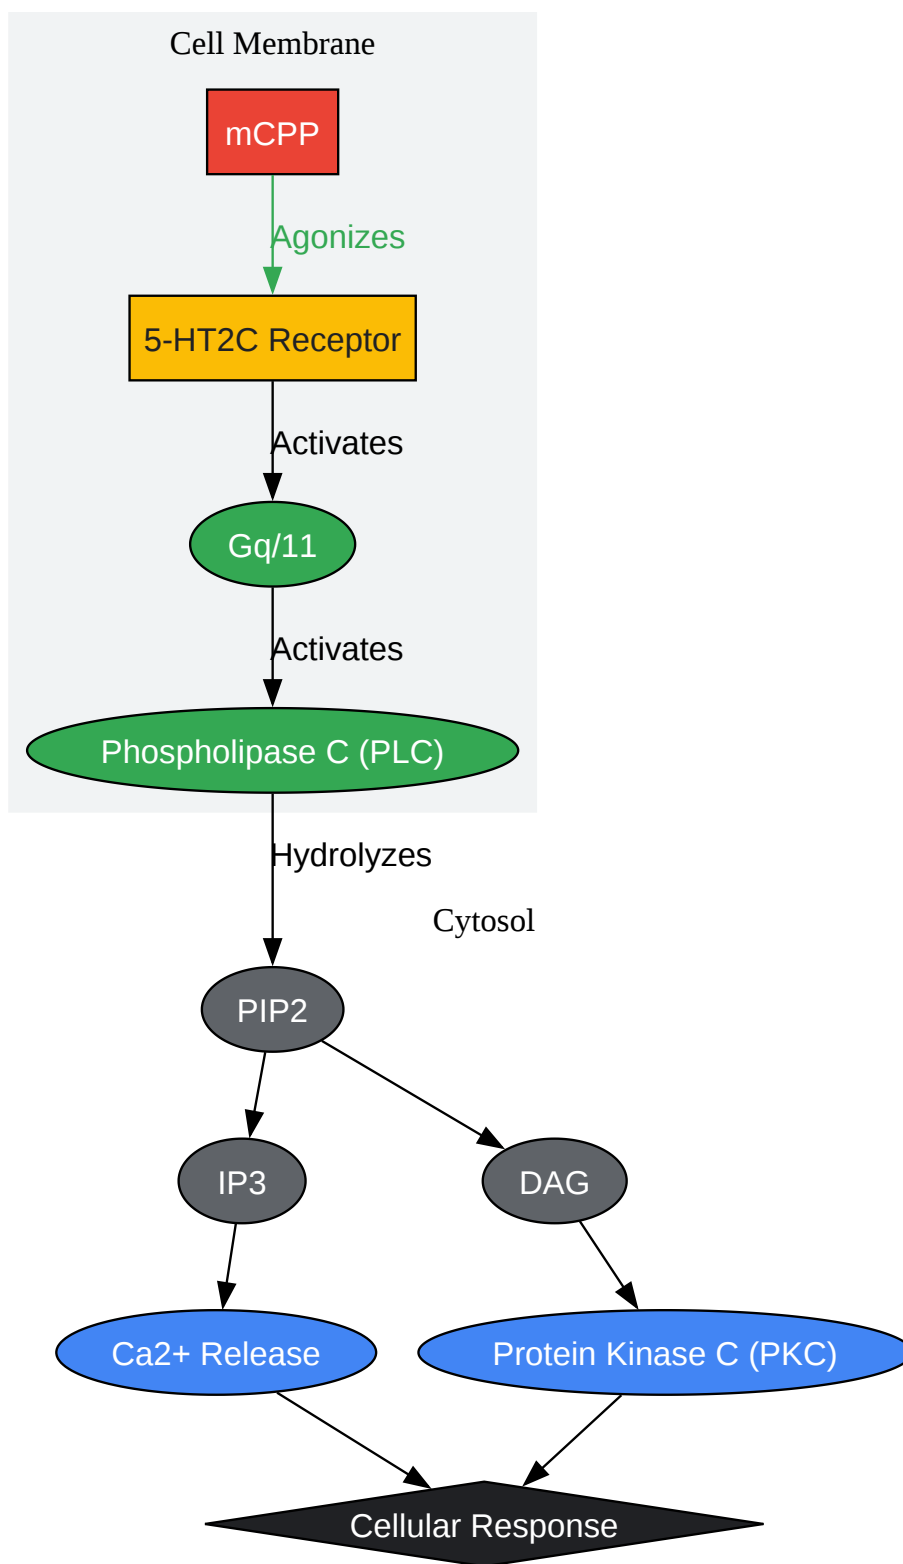 Cell Membrane
mCPP
Agonizes
5-HT2C Receptor
Activates
Gq/11
Activates
Phospholipase C (PLC)
Hydrolyzes
Cytosol
PIP2
IP3
DAG
Ca2+ Release
Protein Kinase C (PKC)
Cellular Response